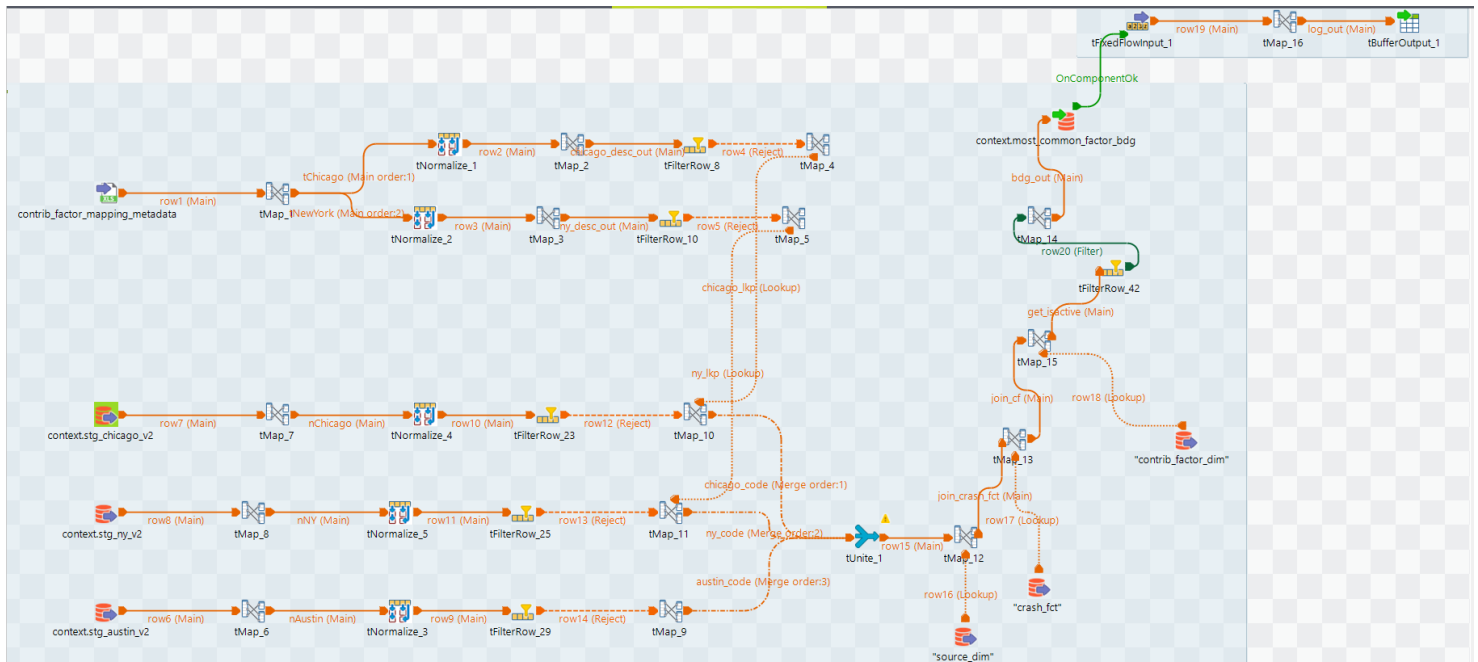 row19 (Main)
log_out (Main)
tFixedFlowInput_1
tMap_16
tBufferOutput_1
OnComponentOk
context.most_common_factor_bdg
row2 (Main)
chicago_desc_out (Main)
row4 (Reject)
tNormalize_1
tMap_2
tFilterRow_8
tMap_4
tChicago (Main order:1)
bdg_out (Main)
row1 (Main)
contrib_factor_mapping_metadata
tMap_1
tNewYork (Main order:2)
row3 (Main)
ny_desc_out (Main)
row5 (Reject)
tNormalize_2
tMap_3
tFilterRow_10
tMap_5
tMap_14
row20 (Filter)
chicago_lkp (Lookup)
tFilterRow_42
get_isactive (Main)
tMap_15
ny_lkp (Lookup)
join_cf (Main)
row18 (Lookup)
row7 (Main)
nChicago (Main)
row10 (Main)
row12 (Reject)
context.stg_chicago_v2
tMap_7
tNormalize_4
tFilterRow_23
tMap_10
tMap_13
"contrib_factor_dim"
chicago_code (Merge order:1)
join_crash_fct (Main)
row8 (Main)
nNY (Main)
row11 (Main)
row13 (Reject)
row17 (Lookup)
context.stg_ny_v2
tMap_8
tNormalize_5
tFilterRow_25
tMap_11
ny_code (Merge order:2)
row15 (Main)
tUnite_1
tMap_12
austin_code (Merge order:3)
row16 (Lookup)
"crash_fct"
row6 (Main)
nAustin (Main)
row9 (Main)
row14 (Reject)
context.stg_austin_v2
tMap_6
tNormalize_3
tFilterRow_29
tMap_9
"source_dim"